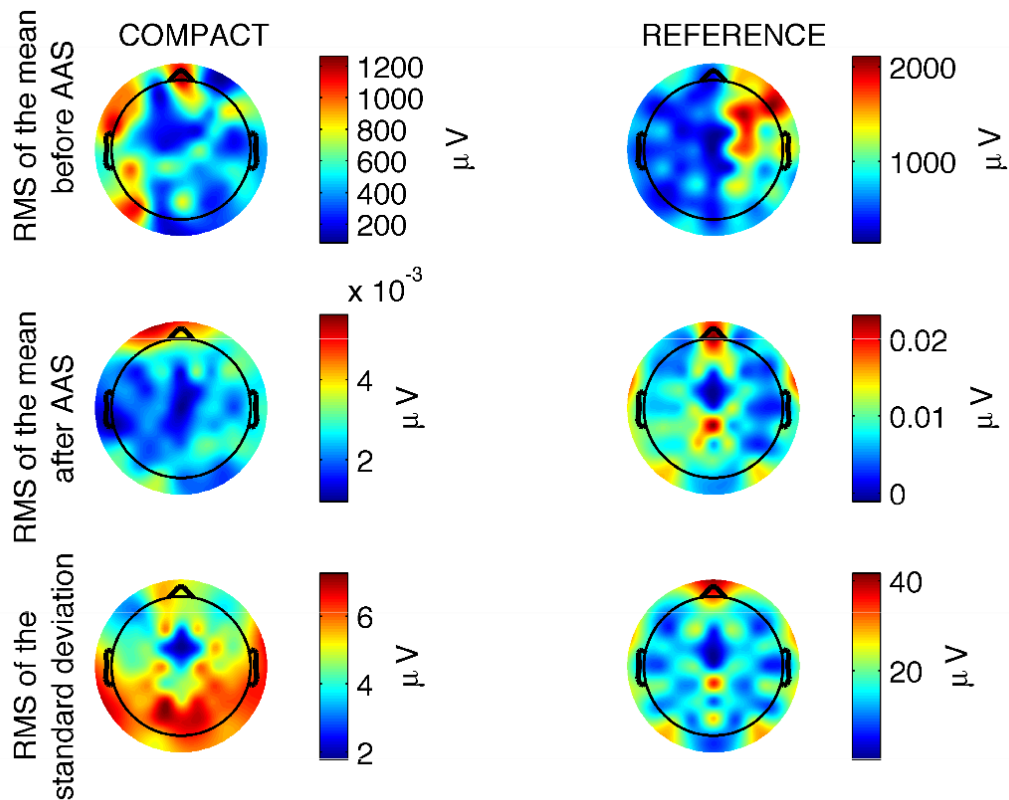 COMPACT
REFERENCE
RMS of the mean
before AAS
1200
1000
800
600
400
200
μ V
2000
1000
μ V
RMS of the mean
after AAS
x 10⁻³
4
2
μ V
0.02
0.01
0
μ V
RMS of the
standard deviation
6
4
2
μ V
40
20
μ V